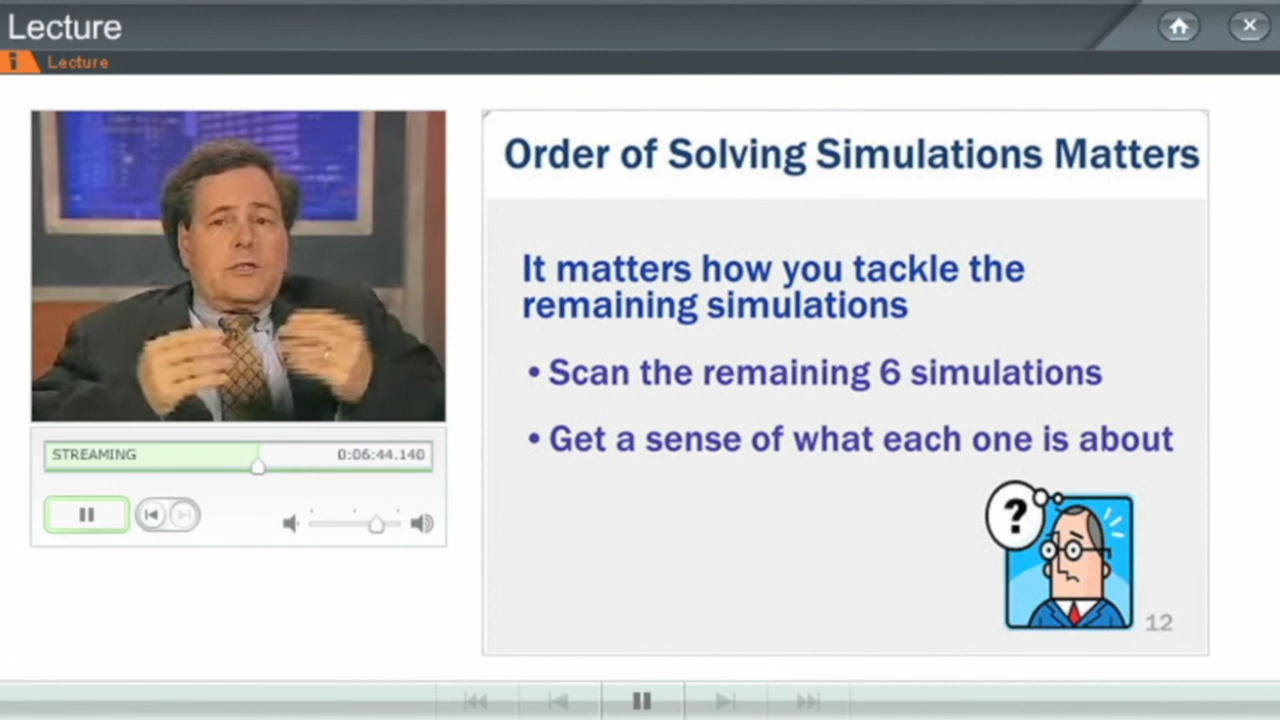 Lecture
i Lecture
Order of Solving Simulations Matters
It matters how you tackle the
remaining simulations
• Scan the remaining 6 simulations
• Get a sense of what each one is about
STREAMING 0:06:44.140
?
12